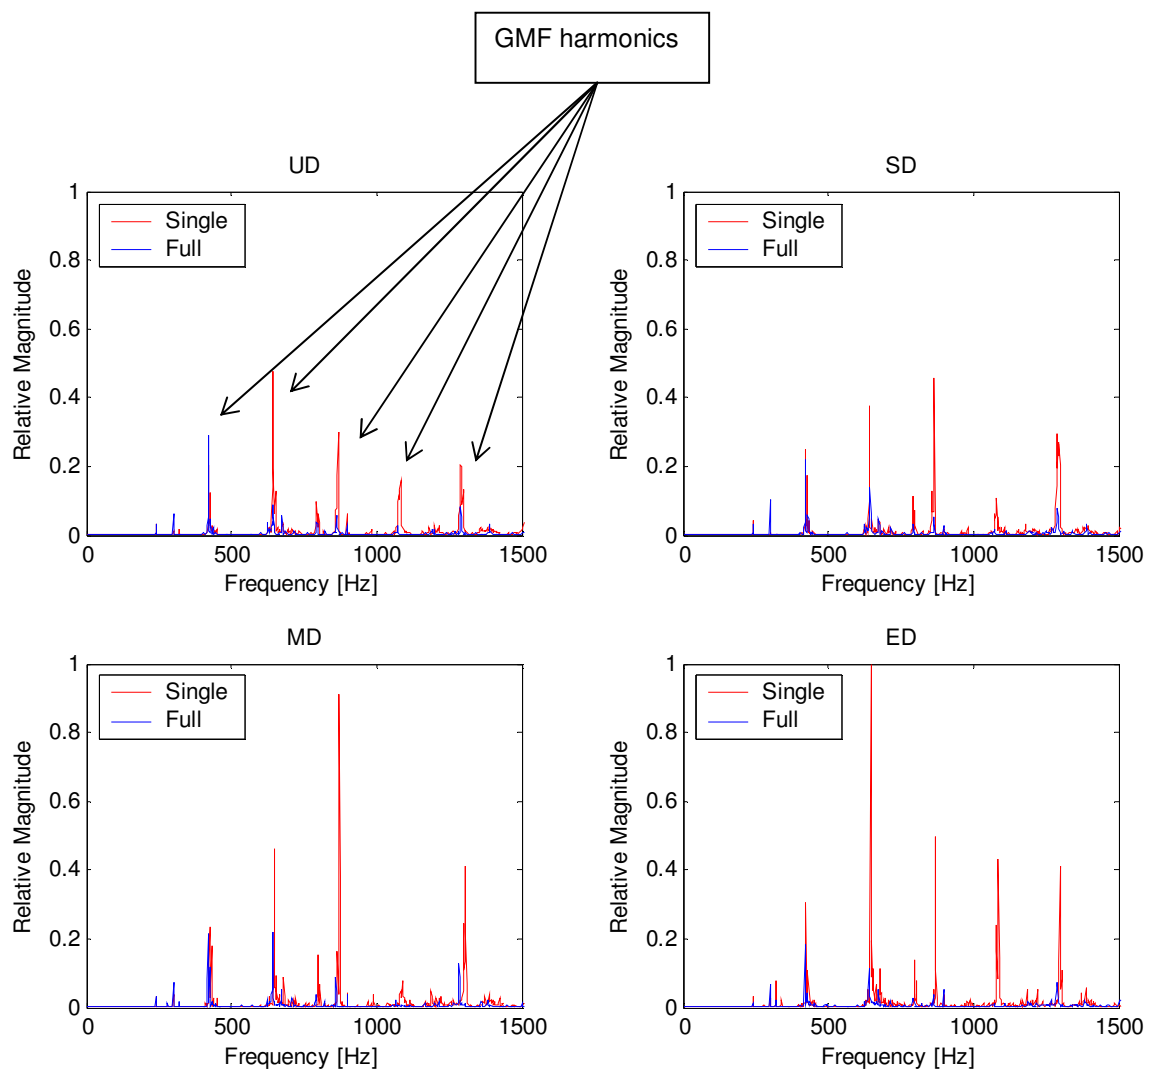 GMF harmonics
UD
1
0.8
0.6
0.4
0.2
0
Relative Magnitude
Single
Full
0 500 1000 1500
Frequency [Hz]
SD
1
0.8
0.6
0.4
0.2
0
Relative Magnitude
Single
Full
0 500 1000 1500
Frequency [Hz]
MD
1
0.8
0.6
0.4
0.2
0
Relative Magnitude
Single
Full
0 500 1000 1500
Frequency [Hz]
ED
1
0.8
0.6
0.4
0.2
0
Relative Magnitude
Single
Full
0 500 1000 1500
Frequency [Hz]